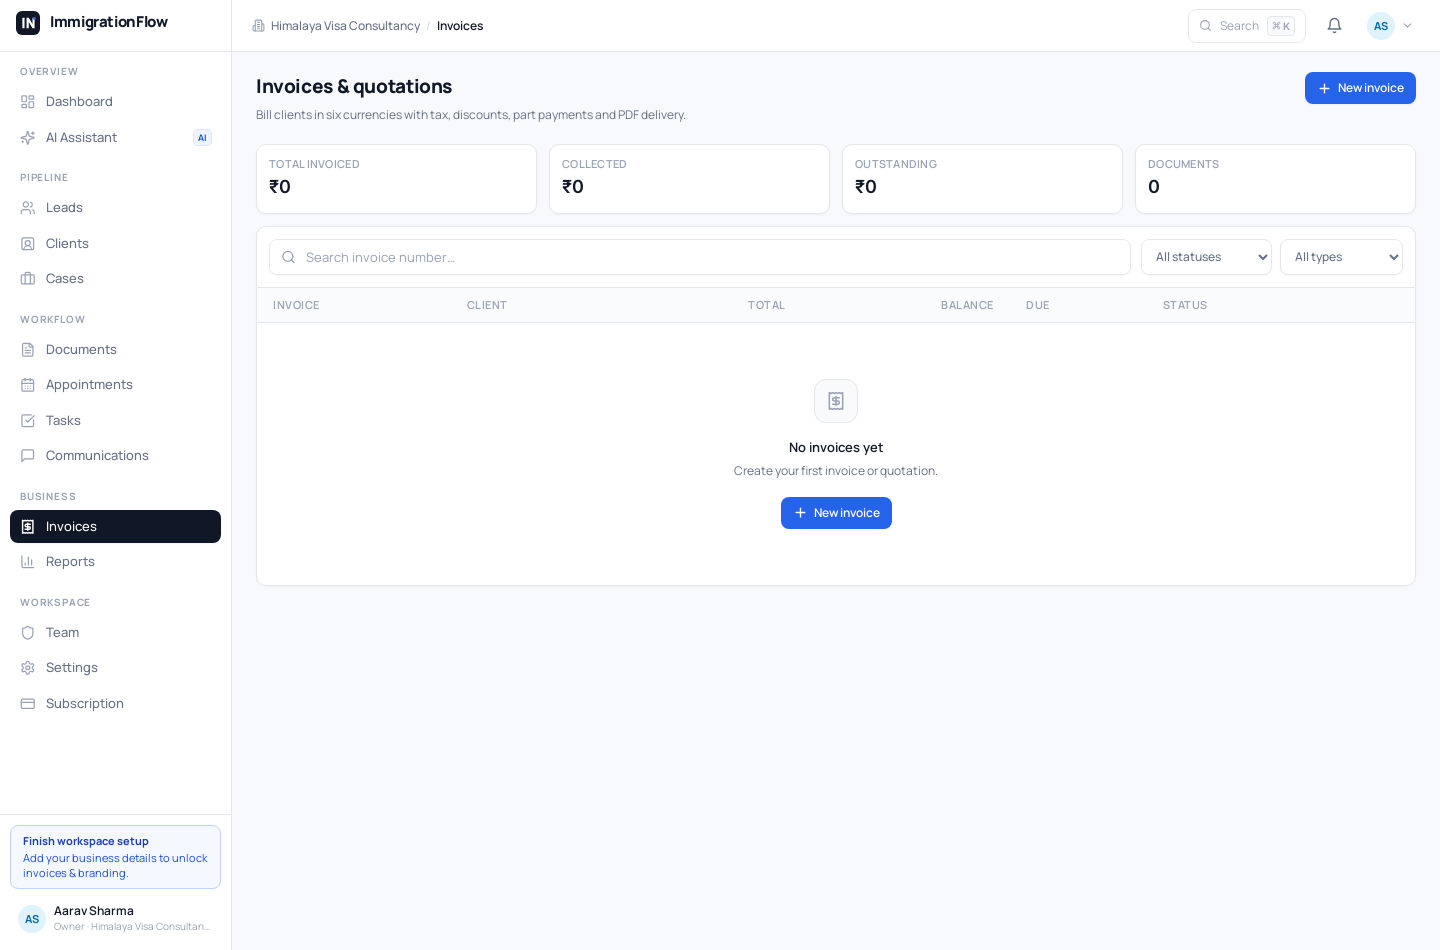 IN ImmigrationFlow
Himalaya Visa Consultancy / Invoices
Search ⌘ K
AS
OVERVIEW
Dashboard
AI Assistant AI
PIPELINE
Leads
Clients
Cases
WORKFLOW
Documents
Appointments
Tasks
Communications
BUSINESS
Invoices
Reports
WORKSPACE
Team
Settings
Subscription
Finish workspace setup
Add your business details to unlock
invoices & branding.
AS
Aarav Sharma
Owner · Himalaya Visa Consultan...
Invoices & quotations
Bill clients in six currencies with tax, discounts, part payments and PDF delivery.
New invoice
TOTAL INVOICED
₹0
COLLECTED
₹0
OUTSTANDING
₹0
DOCUMENTS
0
Search invoice number...
All statuses
All types
INVOICE CLIENT TOTAL BALANCE DUE STATUS
No invoices yet
Create your first invoice or quotation.
New invoice